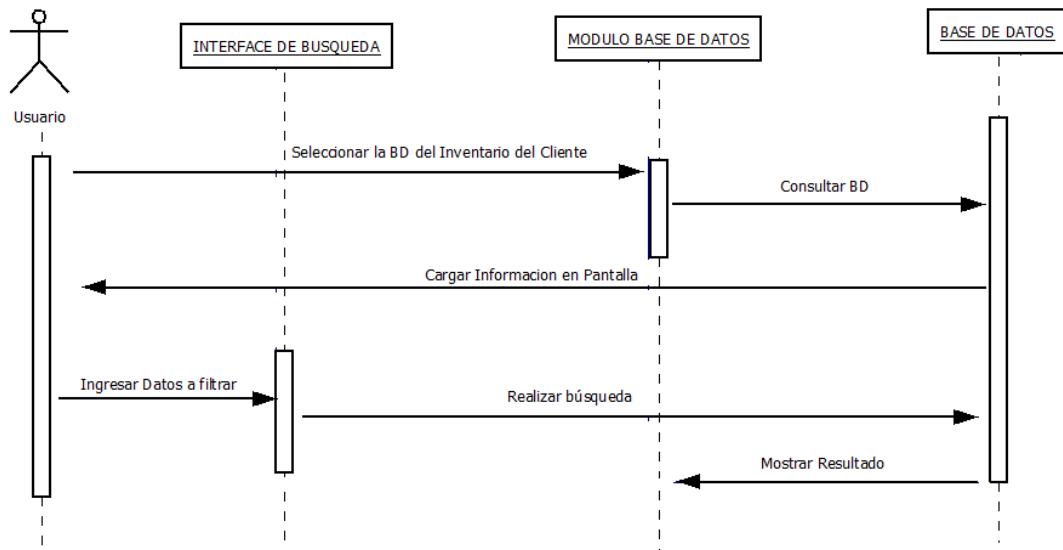 INTERFACE DE BUSQUEDA
MODULO BASE DE DATOS
BASE DE DATOS
Usuario
Seleccionar la BD del Inventario del Cliente
Consultar BD
Cargar Informacion en Pantalla
Ingresar Datos a filtrar
Realizar búsqueda
Mostrar Resultado